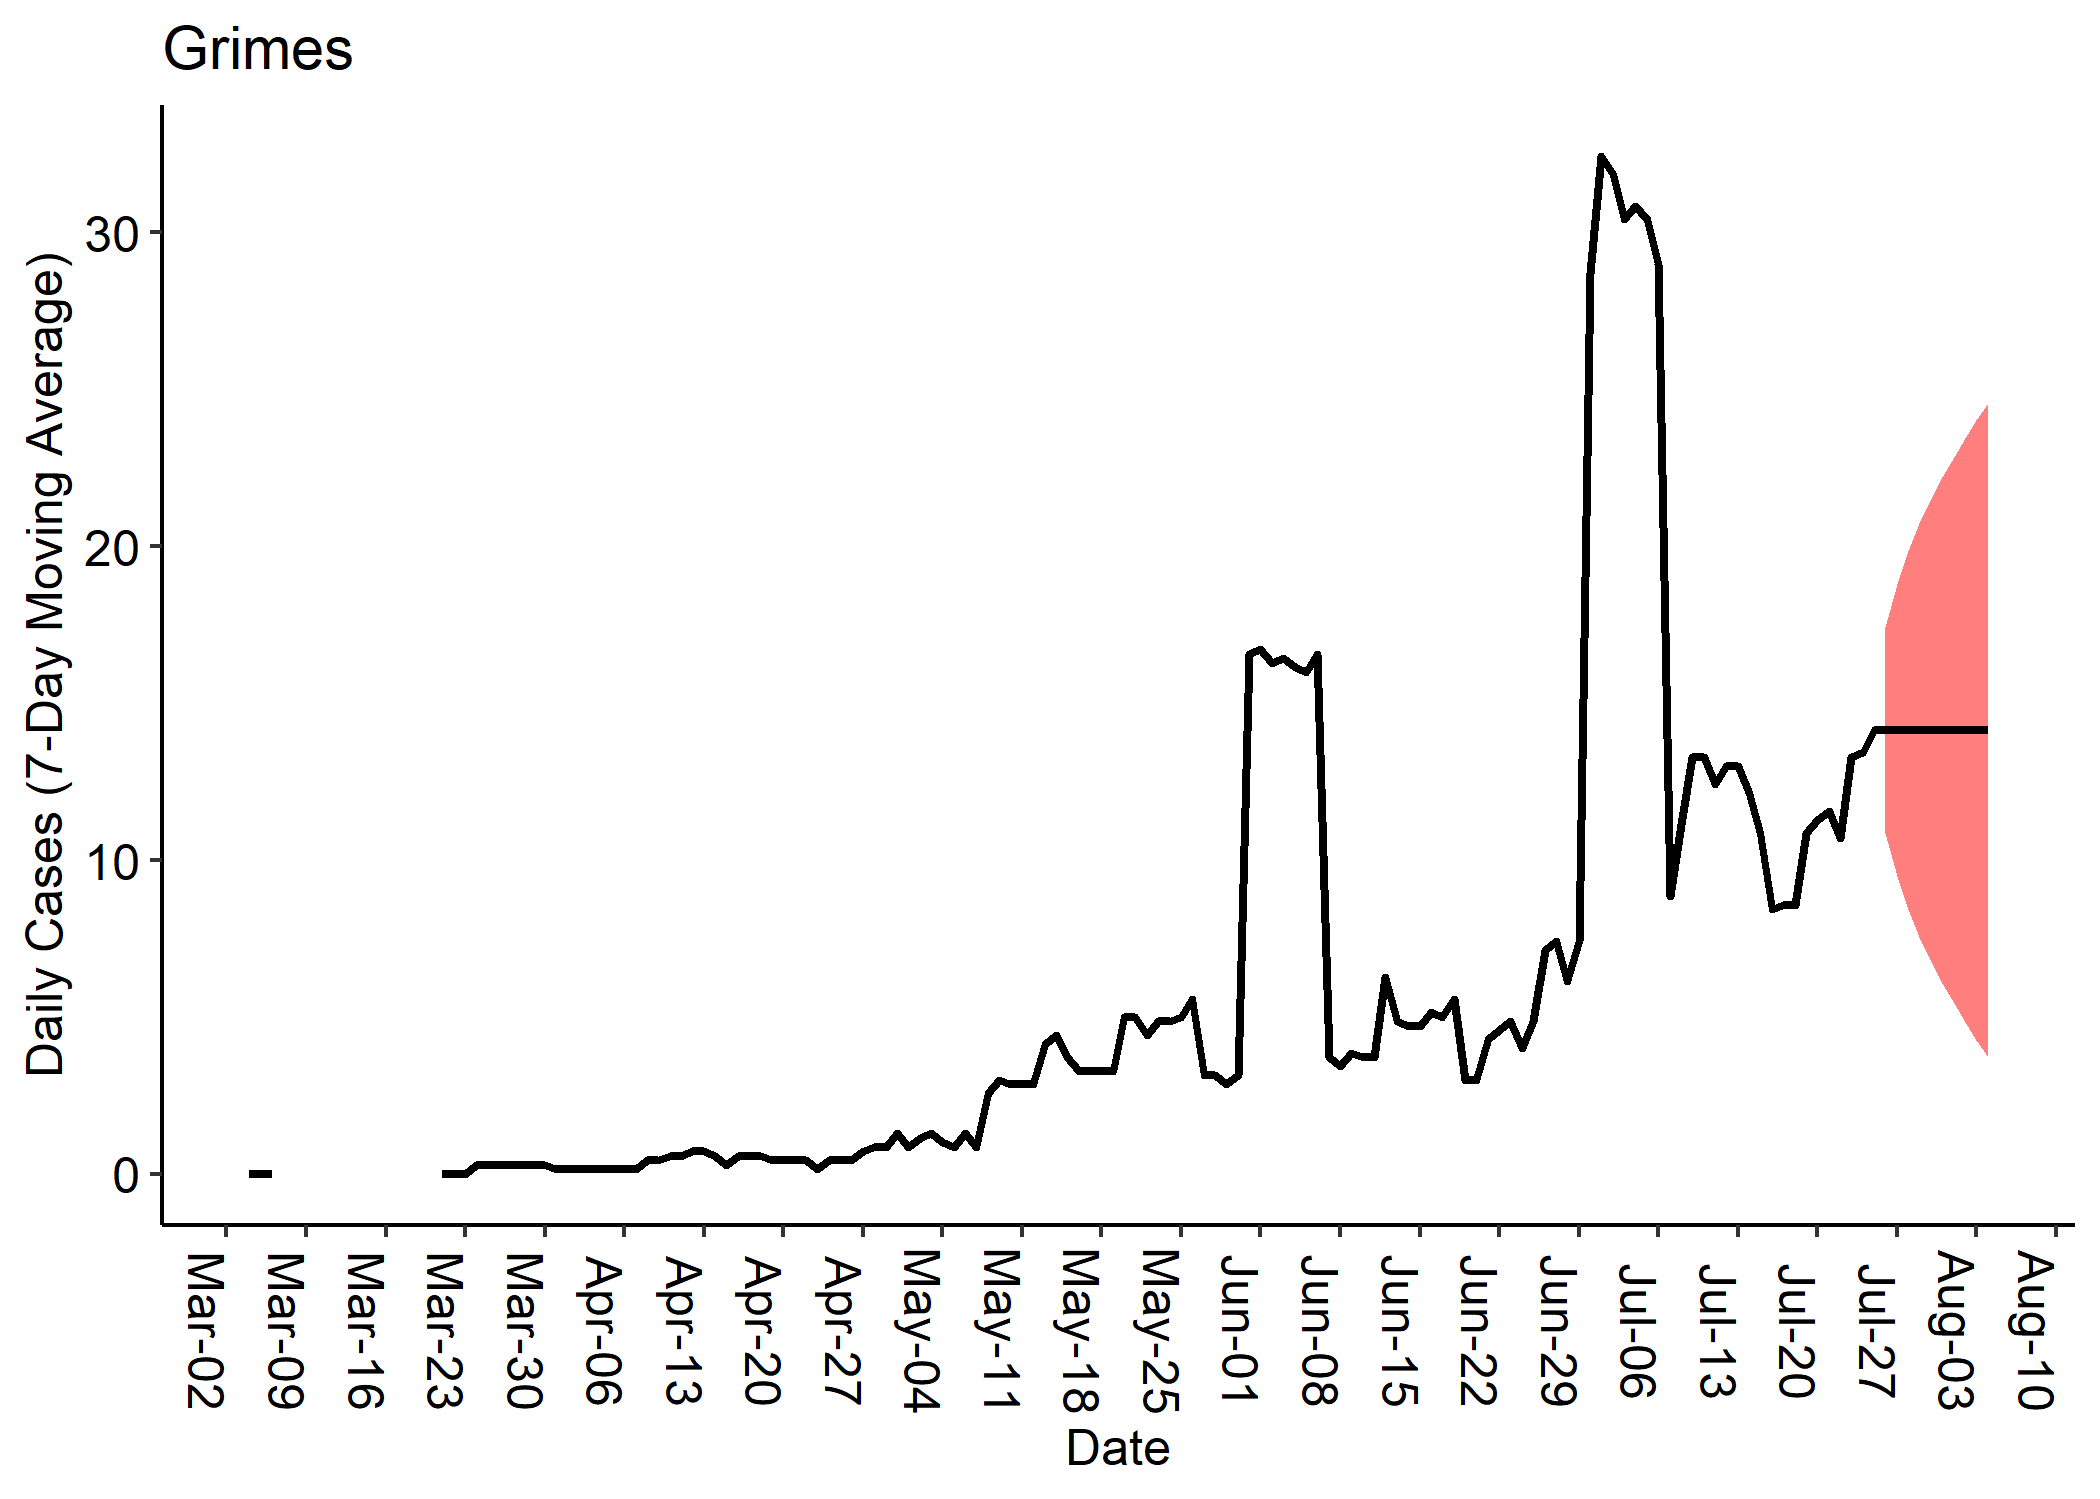 Grimes
Daily Cases (7-Day Moving Average)
30
20
10
0
Mar-02
Mar-09
Mar-16
Mar-23
Mar-30
Apr-06
Apr-13
Apr-20
Apr-27
May-04
May-11
May-18
May-25
Jun-01
Jun-08
Jun-15
Jun-22
Jun-29
Jul-06
Jul-13
Jul-20
Jul-27
Aug-03
Aug-10
Date